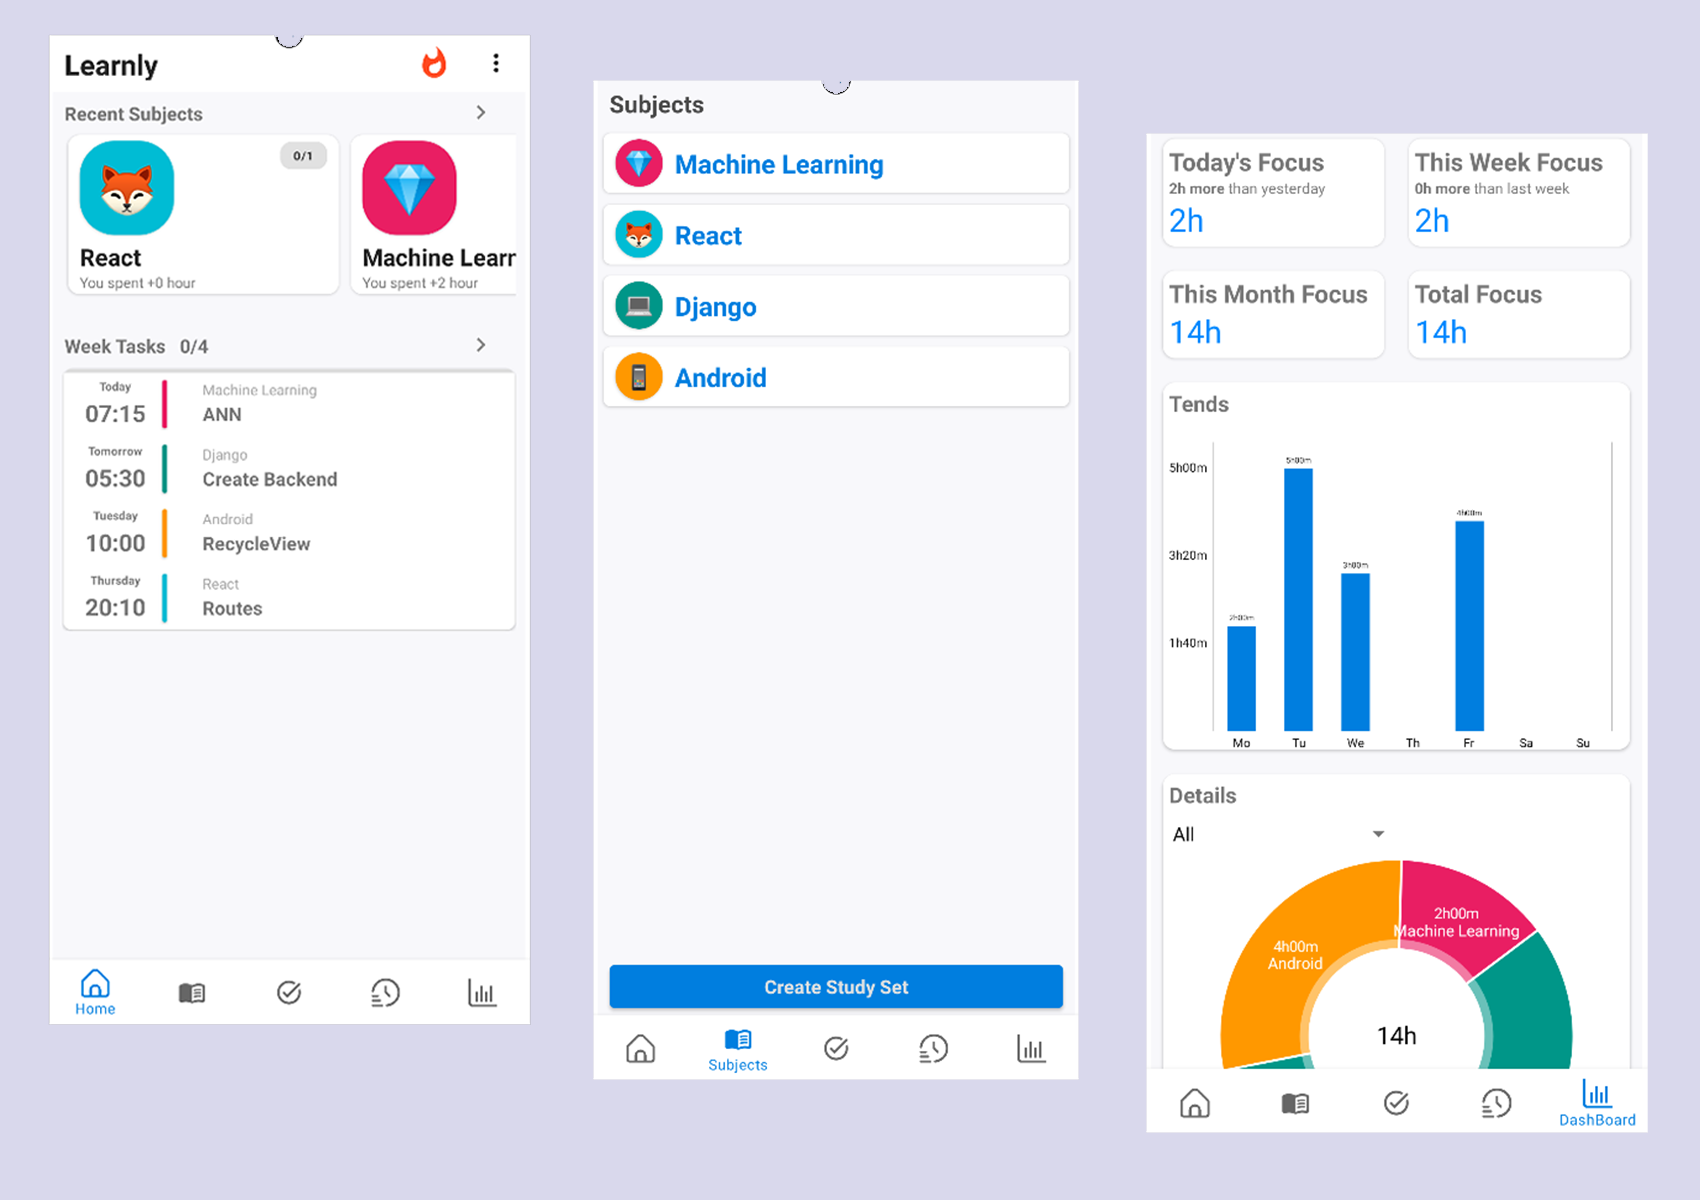 Learnly
Recent Subjects
0/1
React
You spent +0 hour
Machine Learr
You spent +2 hour
Week Tasks 0/4
Today
07:15
Machine Learning
ANN
Tomorrow
05:30
Django
Create Backend
Tuesday
10:00
Android
RecycleView
Thursday
20:10
React
Routes
Home
Subjects
Machine Learning
React
Django
Android
Create Study Set
Subjects
Today's Focus
2h more than yesterday
2h
This Week Focus
0h more than last week
2h
This Month Focus
14h
Total Focus
14h
Tends
5h00m
3h20m
1h40m
2h00m
5h00m
3h00m
4h00m
Mo Tu We Th Fr Sa Su
Details
All
2h00m
Machine Learning
4h00m
Android
14h
DashBoard